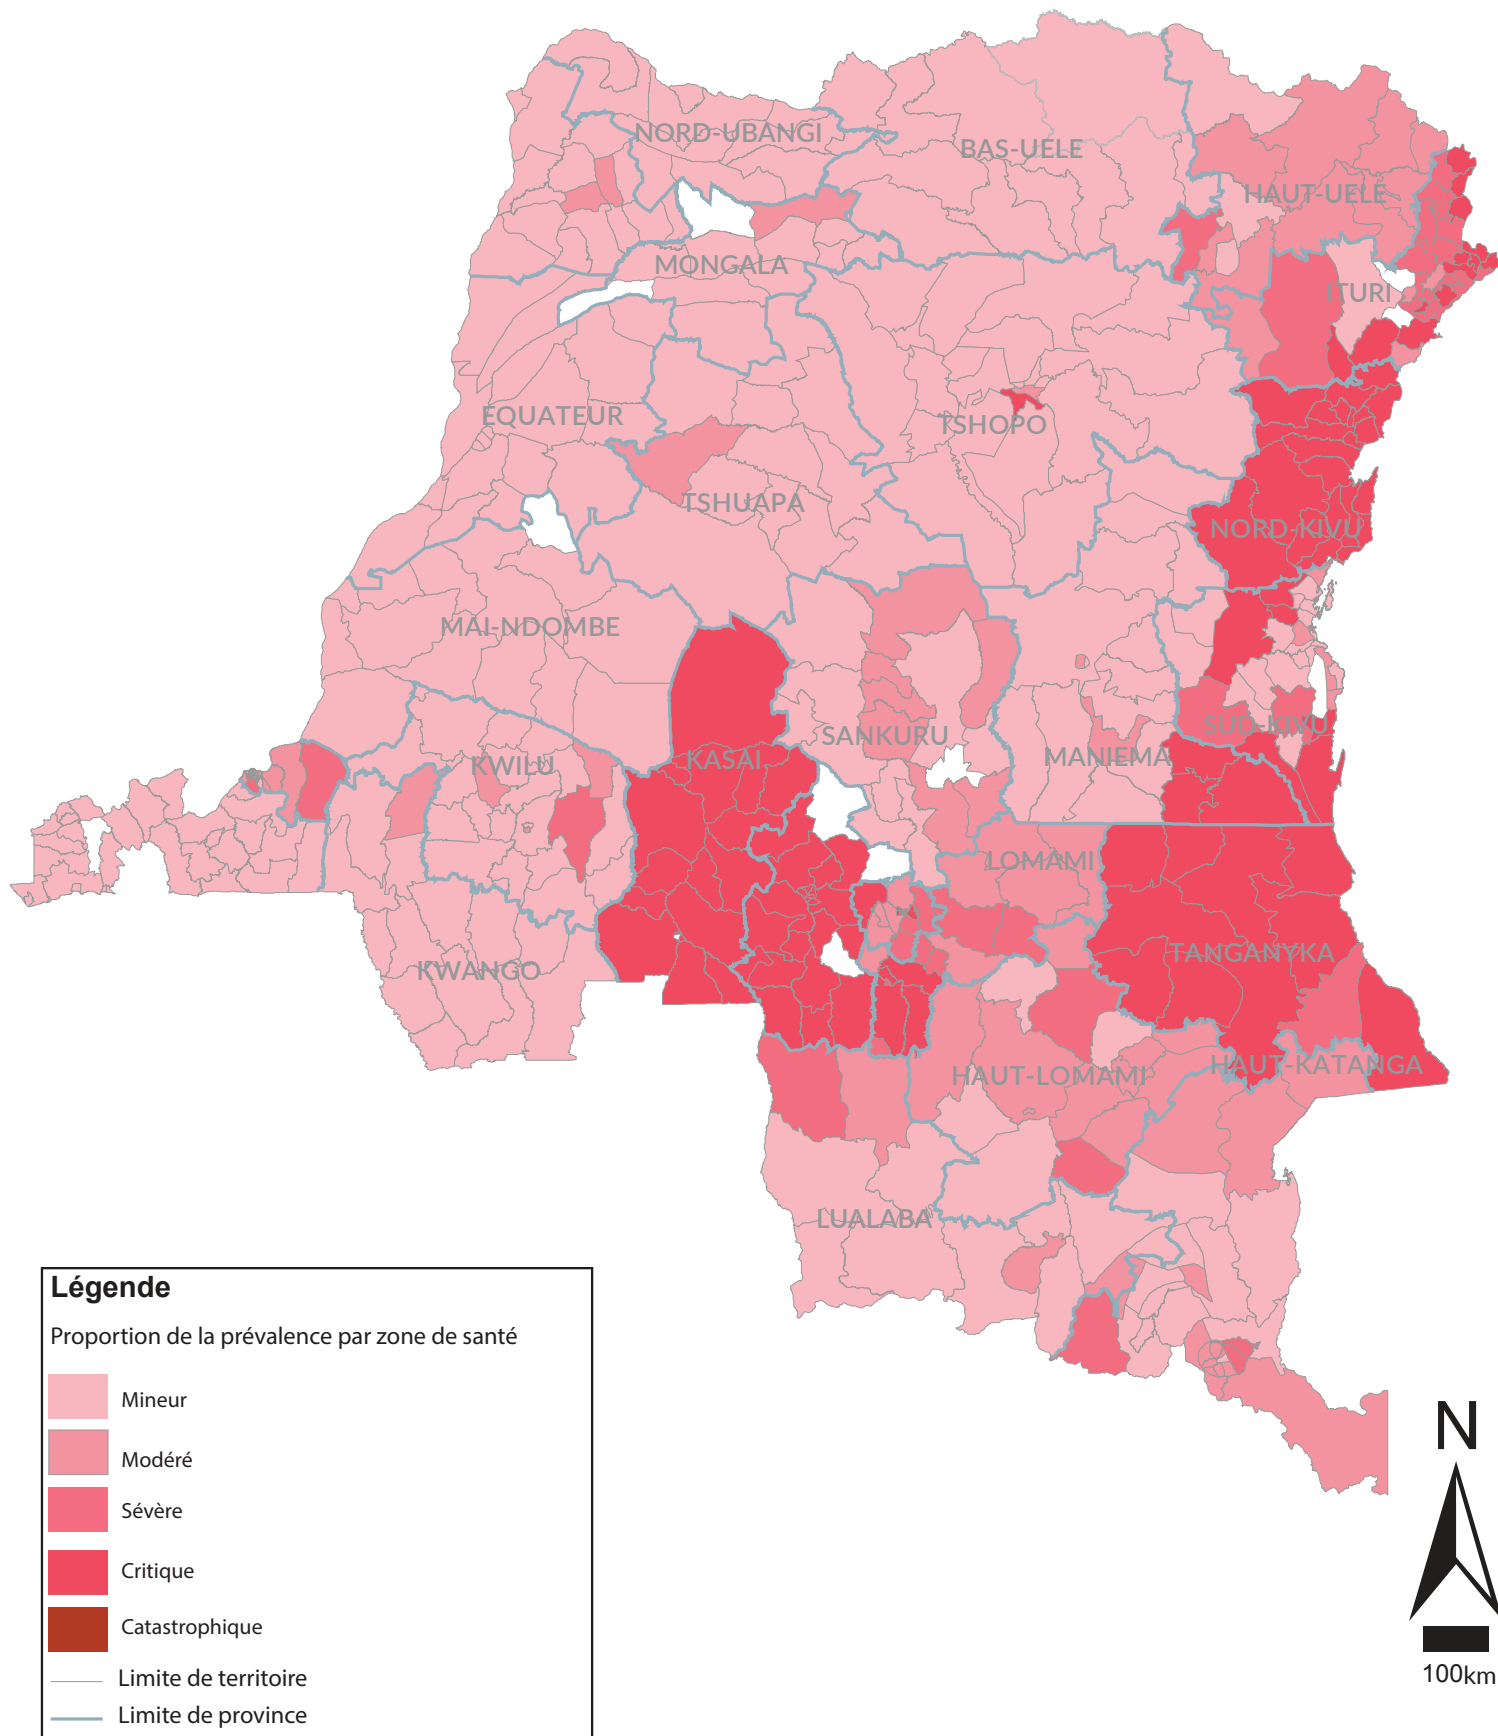 NORD-UBANGI
BAS-UELE
HAUT-UELE
MONGALA
ITURI
EQUATEUR
TSHOPO
TSHUAPA
NORD-KIVU
MAI-NDOMBE
SANKURU
SUD-KIVU
KASAI
MANIEMA
KWILU
LOMAMI
TANGANYKA
KWANGO
HAUT-LOMAMI
HAUT-KATANGA
LUALABA
Légende
Proportion de la prévalence par zone de santé
Mineur
Modéré
Sévère
Critique
Catastrophique
Limite de territoire
Limite de province
N
100km